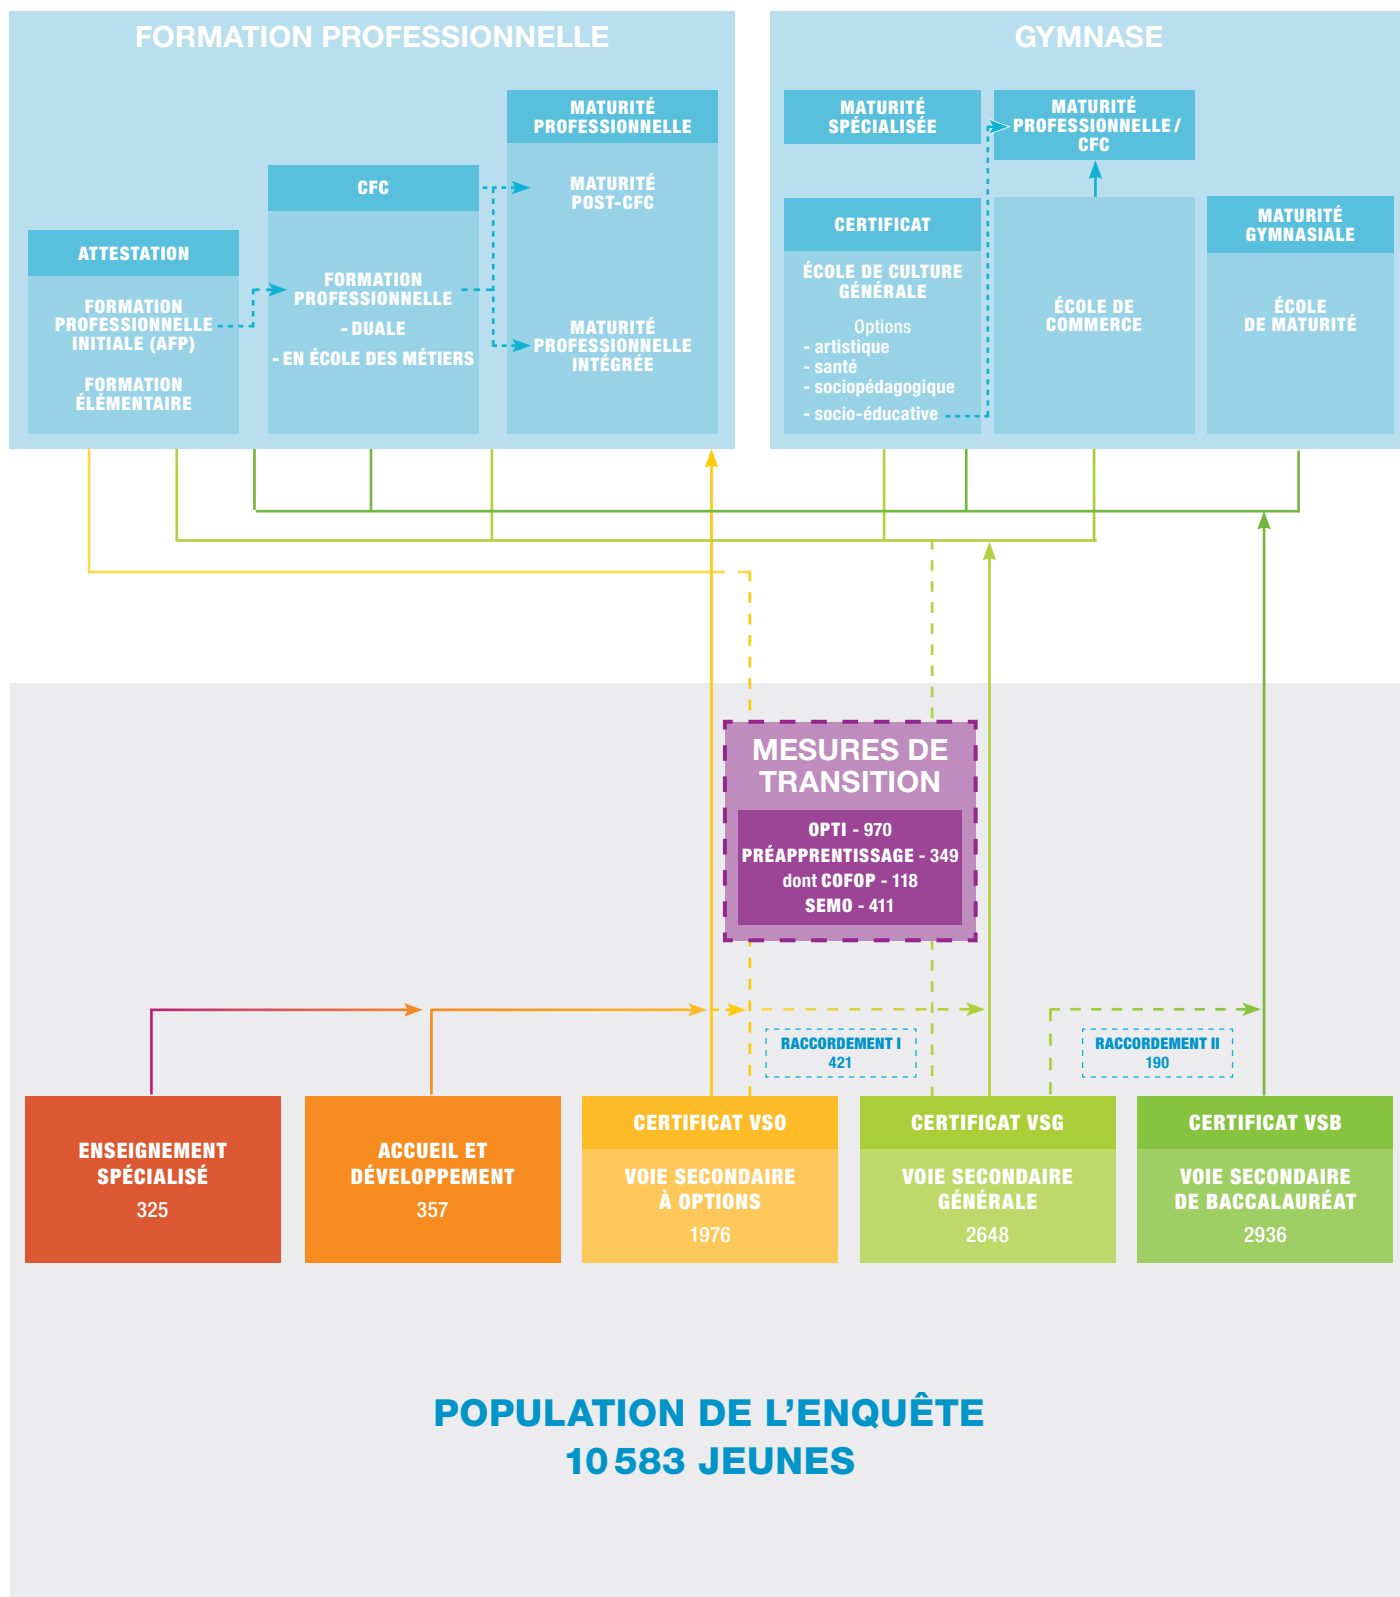 FORMATION PROFESSIONNELLE
ATTESTATION
FORMATION
PROFESSIONNELLE
INITIALE (AFP)
FORMATION
ÉLÉMENTAIRE
CFC
FORMATION
PROFESSIONNELLE
- DUALE
- EN ÉCOLE DES MÉTIERS
MATURITÉ
PROFESSIONNELLE
MATURITÉ
POST-CFC
MATURITÉ
PROFESSIONNELLE
INTÉGRÉE
GYMNASE
MATURITÉ
SPÉCIALISÉE
CERTIFICAT
ÉCOLE DE CULTURE
GÉNÉRALE
Options
- artistique
- santé
- sociopédagogique
- socio-éducative
MATURITÉ
PROFESSIONNELLE/
CFC
ÉCOLE DE
COMMERCE
MATURITÉ
GYMNASIALE
ÉCOLE
DE MATURITÉ
MESURES DE
TRANSITION
OPTI - 970
PRÉAPPRENTISSAGE - 349
dont COFOP - 118
SEMO - 411
RACCORDEMENT I
421
RACCORDEMENT II
190
ENSEIGNEMENT
SPÉCIALISÉ
325
ACCUEIL ET
DÉVELOPPEMENT
357
CERTIFICAT VSO
VOIE SECONDAIRE
À OPTIONS
1976
CERTIFICAT VSG
VOIE SECONDAIRE
GÉNÉRALE
2648
CERTIFICAT VSB
VOIE SECONDAIRE
DE BACCALAURÉAT
2936
POPULATION DE L'ENQUÊTE
10 583 JEUNES